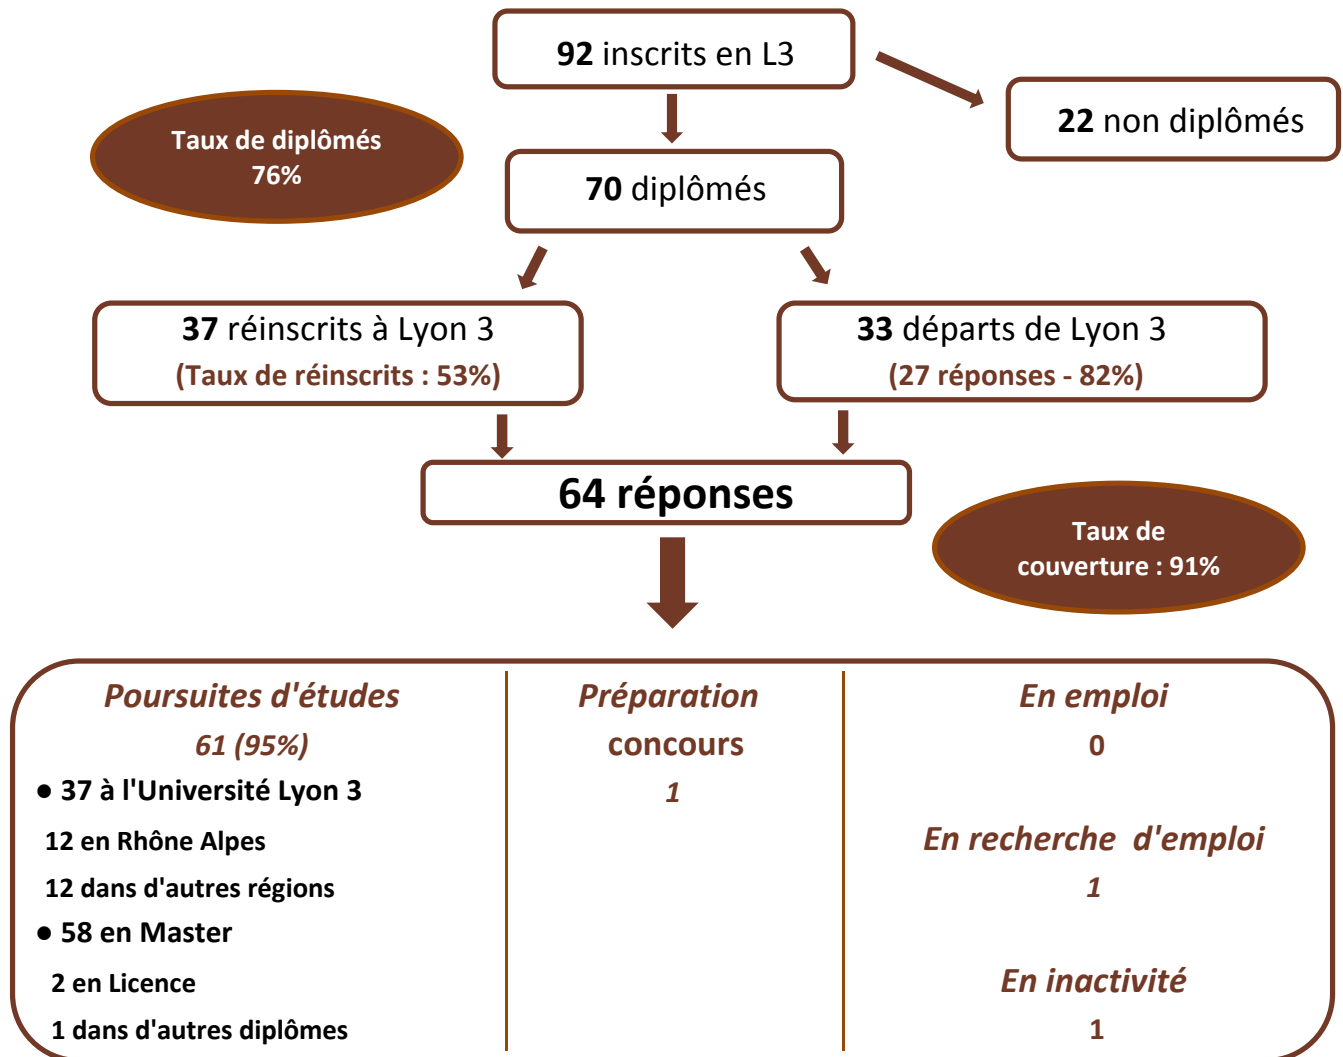 92 inscrits en L3
22 non diplômés
Taux de diplômés
76%
70 diplômés
37 réinscrits à Lyon 3
(Taux de réinscrits : 53%)
33 départs de Lyon 3
(27 réponses - 82%)
64 réponses
Taux de
couverture : 91%
Poursuites d'études
61 (95%)
● 37 à l'Université Lyon 3
12 en Rhône Alpes
12 dans d'autres régions
● 58 en Master
2 en Licence
1 dans d'autres diplômes
Préparation
concours
1
En emploi
0
En recherche d'emploi
1
En inactivité
1